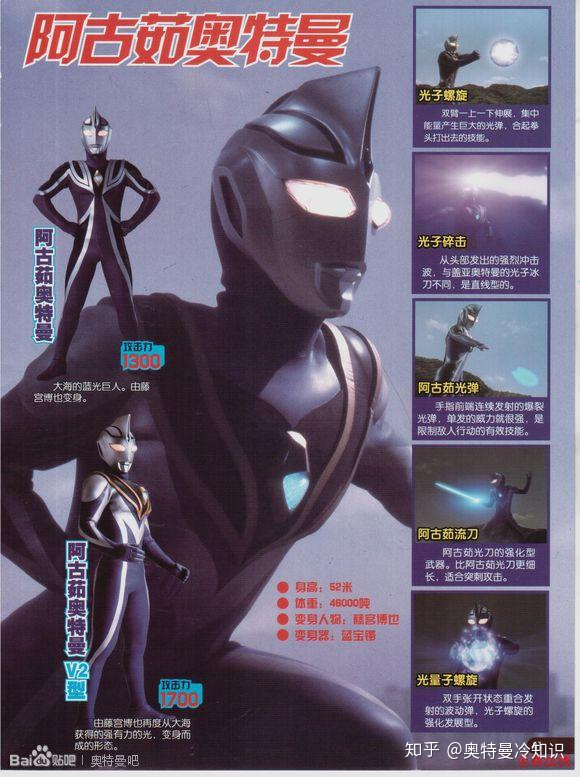 阿古茹奥特曼
阿古茹奥特曼
攻击力
1300
大海的蓝光巨人。由藤
宫博也变身。
阿古茹奥特曼V2型
攻击力
1700
由藤宫博也再度从大海
获得的强有力的光，变身而
成的形态。
● 身高：52米
● 体重：46000吨
● 变身人物：藤宫博也
● 变身器：蓝宝镯
光子螺旋
双臂一上一下伸展，集中
能量产生巨大的光弹，合起拳
头打出去的技能。
光子碎击
从头部发出的强烈冲击
波，与盖亚奥特曼的光子冰
刀不同，是直线型的。
阿古茹光弹
手指前端连续发射的爆裂
光弹，单发的威力就很强，是
限制敌人行动的有效技能。
阿古茹流刀
阿古茹光刀的强化型
武器。比阿古茹光刀更细
长，适合突刺攻击。
光量子螺旋
双手张开状态重合发
射的波动弹，光子螺旋的
强化发展型。
Bai 贴吧 | 奥特曼吧
知乎 @奥特曼冷知识